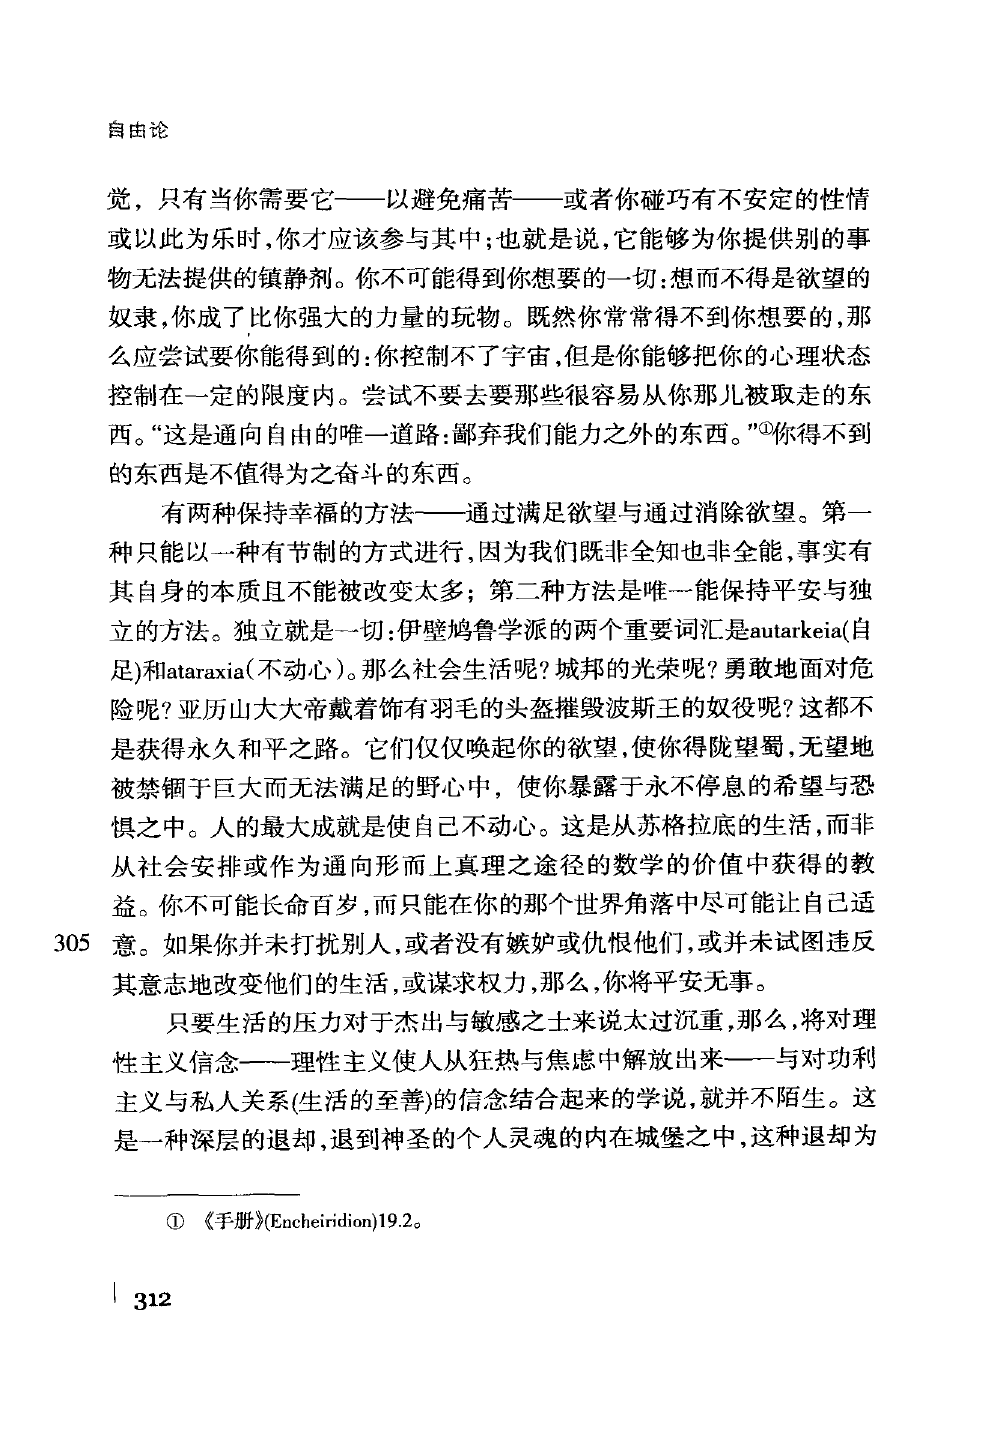 自由论
觉，只有当你需要它——以避免痛苦——或者你碰巧有不安定的性情
或以此为乐时，你才应该参与其中；也就是说，它能够为你提供别的事
物无法提供的镇静剂。你不可能得到你想要的一切：想而不得是欲望的
奴隶，你成了比你强大的力量的玩物。既然你常常得不到你想要的，那
么应尝试要你能得到的：你控制不了宇宙，但是你能够把你的心理状态
控制在一定的限度内。尝试不要去要那些很容易从你那儿被取走的东
西。“这是通向自由的唯一道路：鄙弃我们能力之外的东西。”①你得不到
的东西是不值得为之奋斗的东西。
有两种保持幸福的方法——通过满足欲望与通过消除欲望。第一
种只能以一种有节制的方式进行，因为我们既非全知也非全能，事实有
其自身的本质且不能被改变太多；第二种方法是唯一能保持平安与独
立的方法。独立就是一切：伊壁鸠鲁学派的两个重要词汇是autarkeia(自
足)和ataraxia(不动心)。那么社会生活呢？城邦的光荣呢？勇敢地面对危
险呢？亚历山大大帝戴着饰有羽毛的头盔摧毁波斯王的奴役呢？这都不
是获得永久和平之路。它们仅仅唤起你的欲望，使你得陇望蜀，无望地
被禁锢于巨大而无法满足的野心中，使你暴露于永不停息的希望与恐
惧之中。人的最大成就是使自己不动心。这是从苏格拉底的生活，而非
从社会安排或作为通向形而上真理之途径的数学的价值中获得的教
益。你不可能长命百岁，而只能在你的那个世界角落中尽可能让自己适
305 意。如果你并未打扰别人，或者没有嫉妒或仇恨他们，或并未试图违反
其意志地改变他们的生活，或谋求权力，那么，你将平安无事。
只要生活的压力对于杰出与敏感之士来说太过沉重，那么，将对理
性主义信念——理性主义使人从狂热与焦虑中解放出来——与对功利
主义与私人关系(生活的至善)的信念结合起来的学说，就并不陌生。这
是一种深层的退却，退到神圣的个人灵魂的内在城堡之中，这种退却为
① 《手册》(Encheiridion)19.2。
312